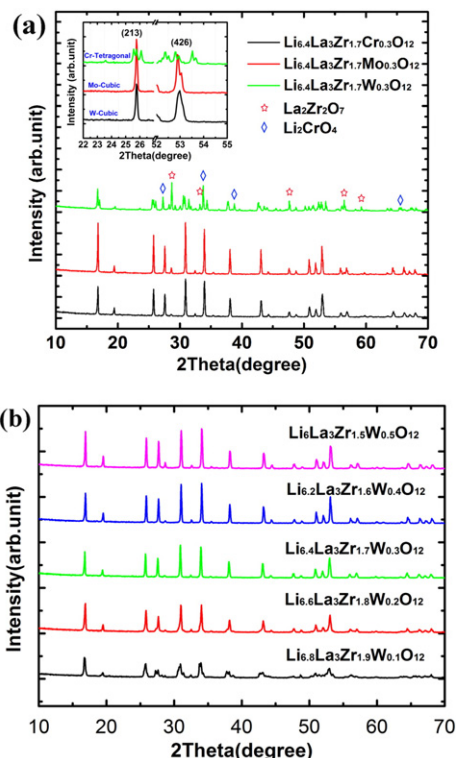 (a)
Intensity (arb.unit)
(213)
(426)
Cr-Tetragonal
Mo-Cubic
W-Cubic
Intensity (arb.unit)
22 23 24 25 26 52 53 54 55
2Theta(degree)
Li6.4La3Zr1.7Cr0.3O12
Li6.4La3Zr1.7Mo0.3O12
Li6.4La3Zr1.7W0.3O12
La2Zr2O7
Li2CrO4
10 20 30 40 50 60 70
2Theta(degree)
(b)
Intensity(arb.unit)
Li6La3Zr1.5W0.5O12
Li6.2La3Zr1.6W0.4O12
Li6.4La3Zr1.7W0.3O12
Li6.6La3Zr1.8W0.2O12
Li6.8La3Zr1.9W0.1O12
10 20 30 40 50 60 70
2Theta(degree)